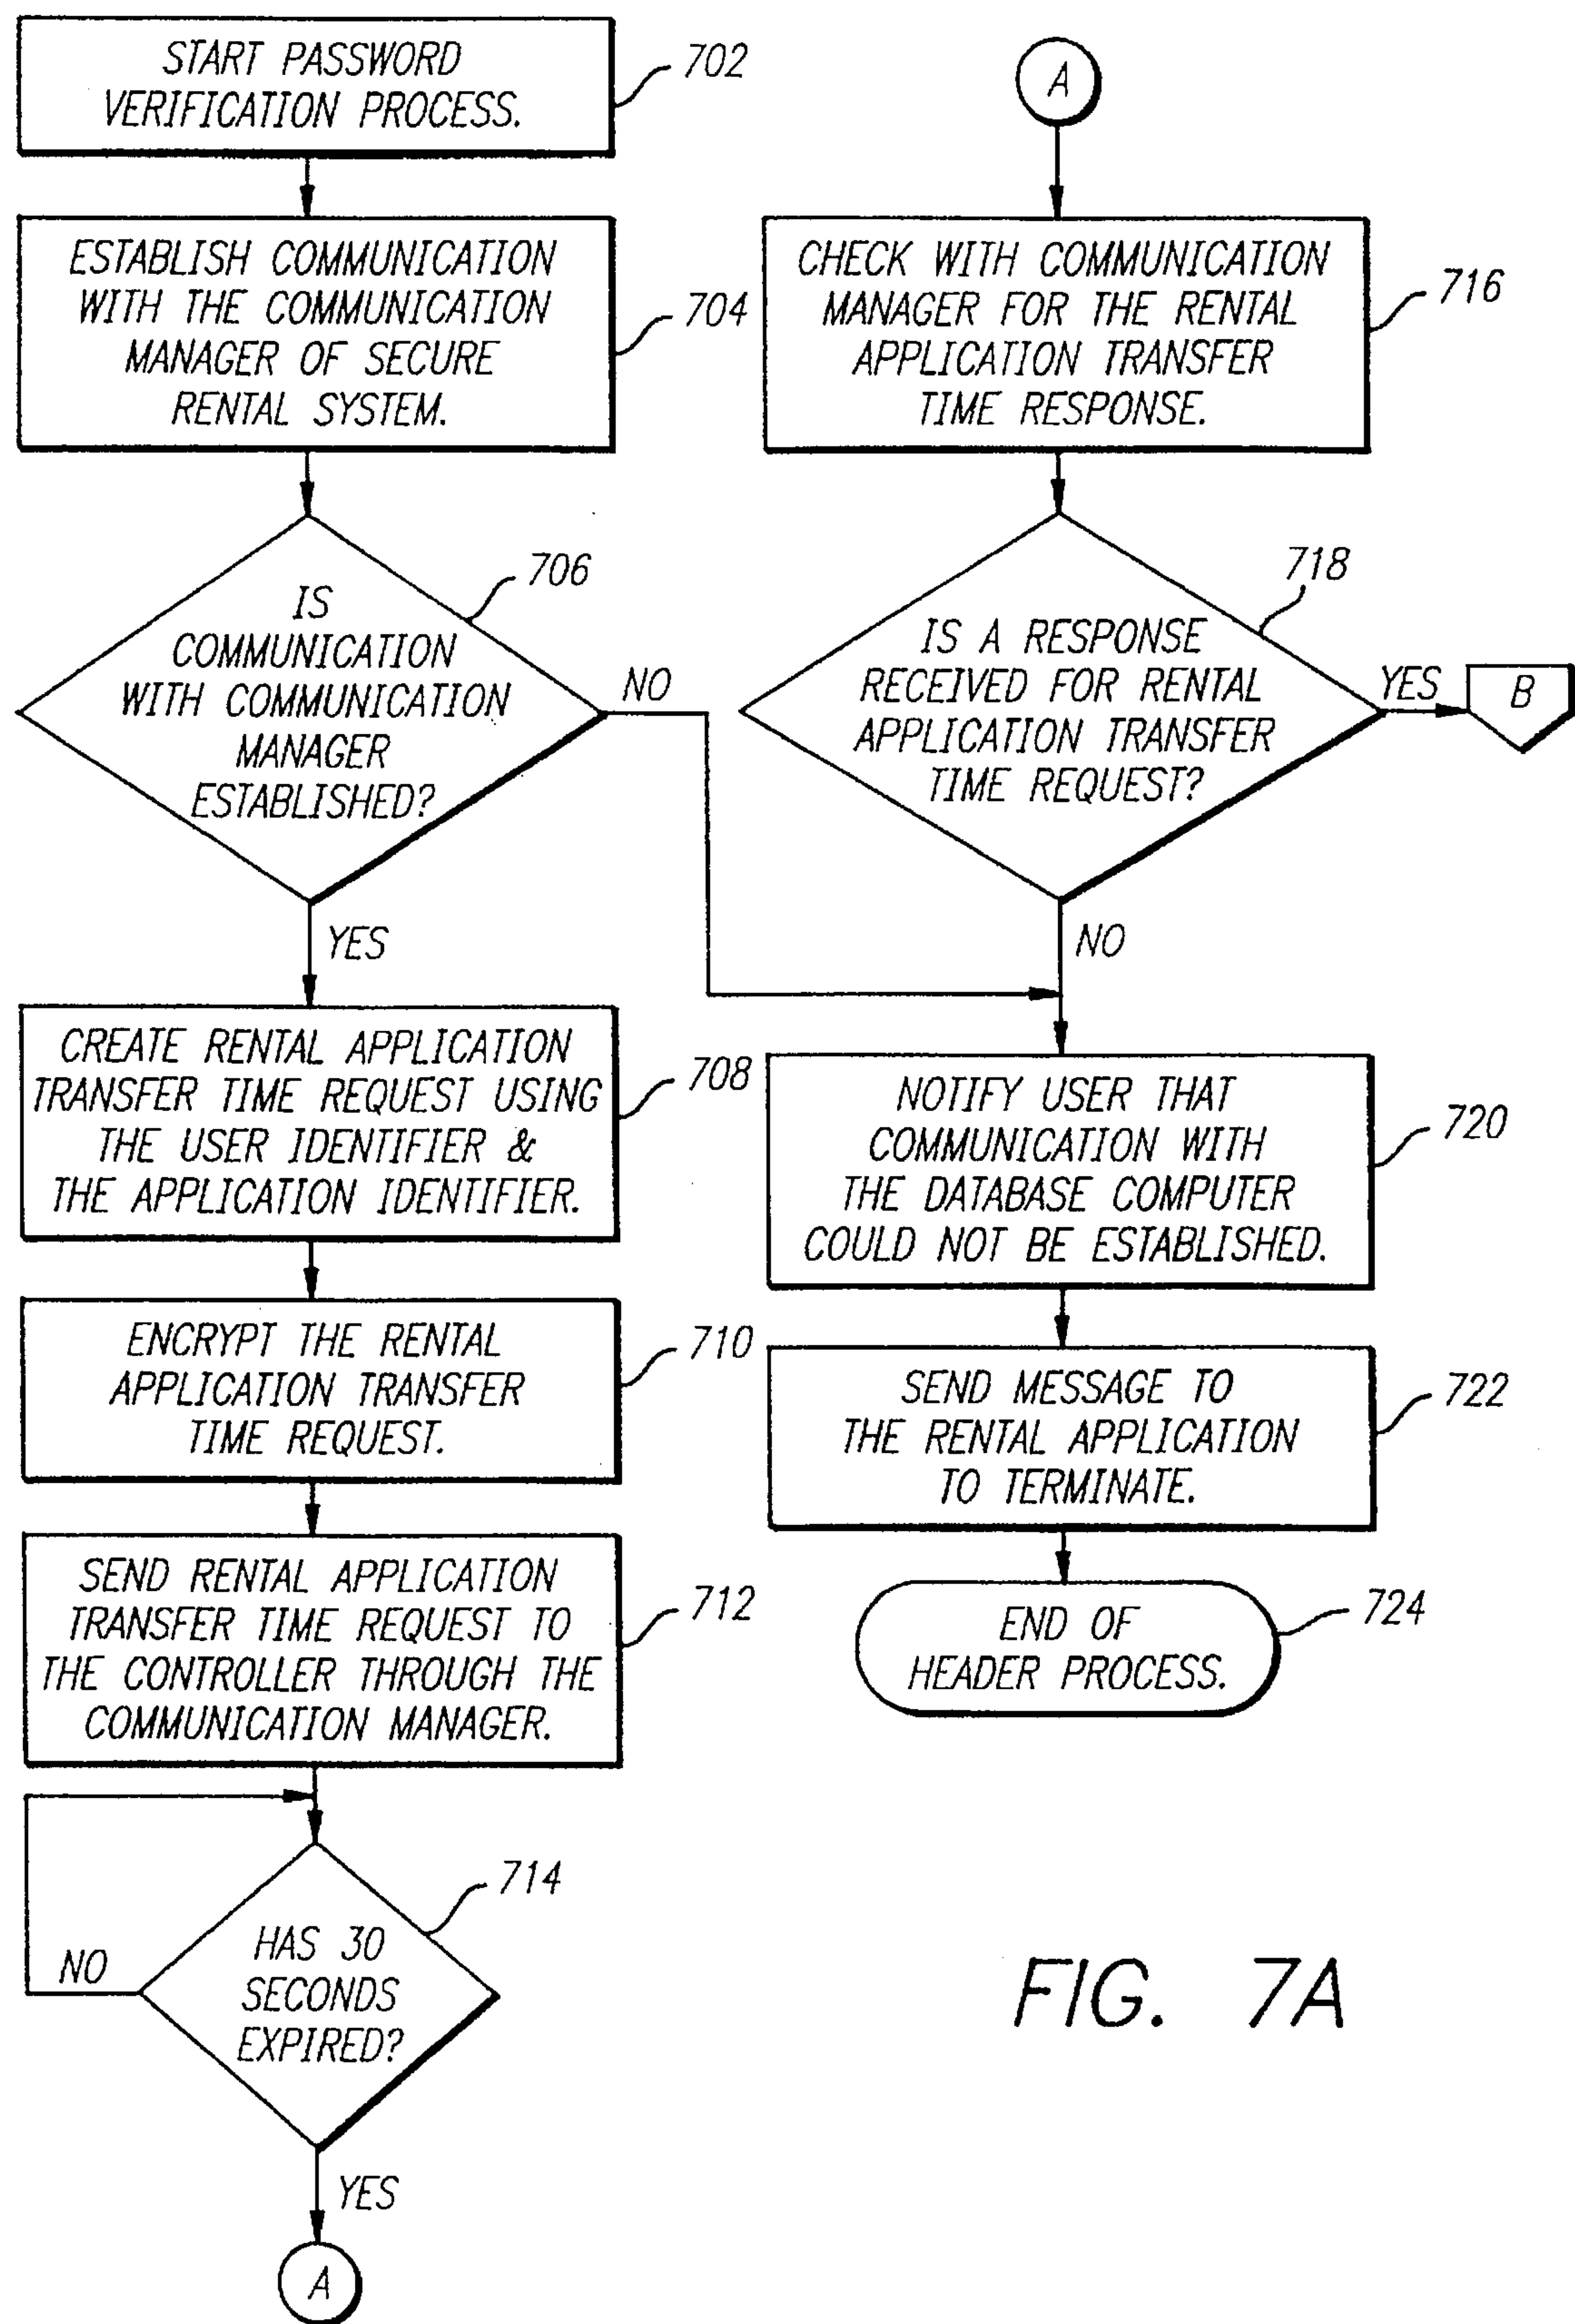 START PASSWORD
VERIFICATION PROCESS.
702
ESTABLISH COMMUNICATION
WITH THE COMMUNICATION
MANAGER OF SECURE
RENTAL SYSTEM.
704
IS
COMMUNICATION
WITH COMMUNICATION
MANAGER
ESTABLISHED?
706
NO
YES
CREATE RENTAL APPLICATION
TRANSFER TIME REQUEST USING
THE USER IDENTIFIER &
THE APPLICATION IDENTIFIER.
708
ENCRYPT THE RENTAL
APPLICATION TRANSFER
TIME REQUEST.
710
SEND RENTAL APPLICATION
TRANSFER TIME REQUEST TO
THE CONTROLLER THROUGH THE
COMMUNICATION MANAGER.
712
HAS 30
SECONDS
EXPIRED?
714
NO
YES
A
A
CHECK WITH COMMUNICATION
MANAGER FOR THE RENTAL
APPLICATION TRANSFER
TIME RESPONSE.
716
IS A RESPONSE
RECEIVED FOR RENTAL
APPLICATION TRANSFER
TIME REQUEST?
718
YES
B
NO
NOTIFY USER THAT
COMMUNICATION WITH
THE DATABASE COMPUTER
COULD NOT BE ESTABLISHED.
720
SEND MESSAGE TO
THE RENTAL APPLICATION
TO TERMINATE.
722
END OF
HEADER PROCESS.
724
FIG. 7A